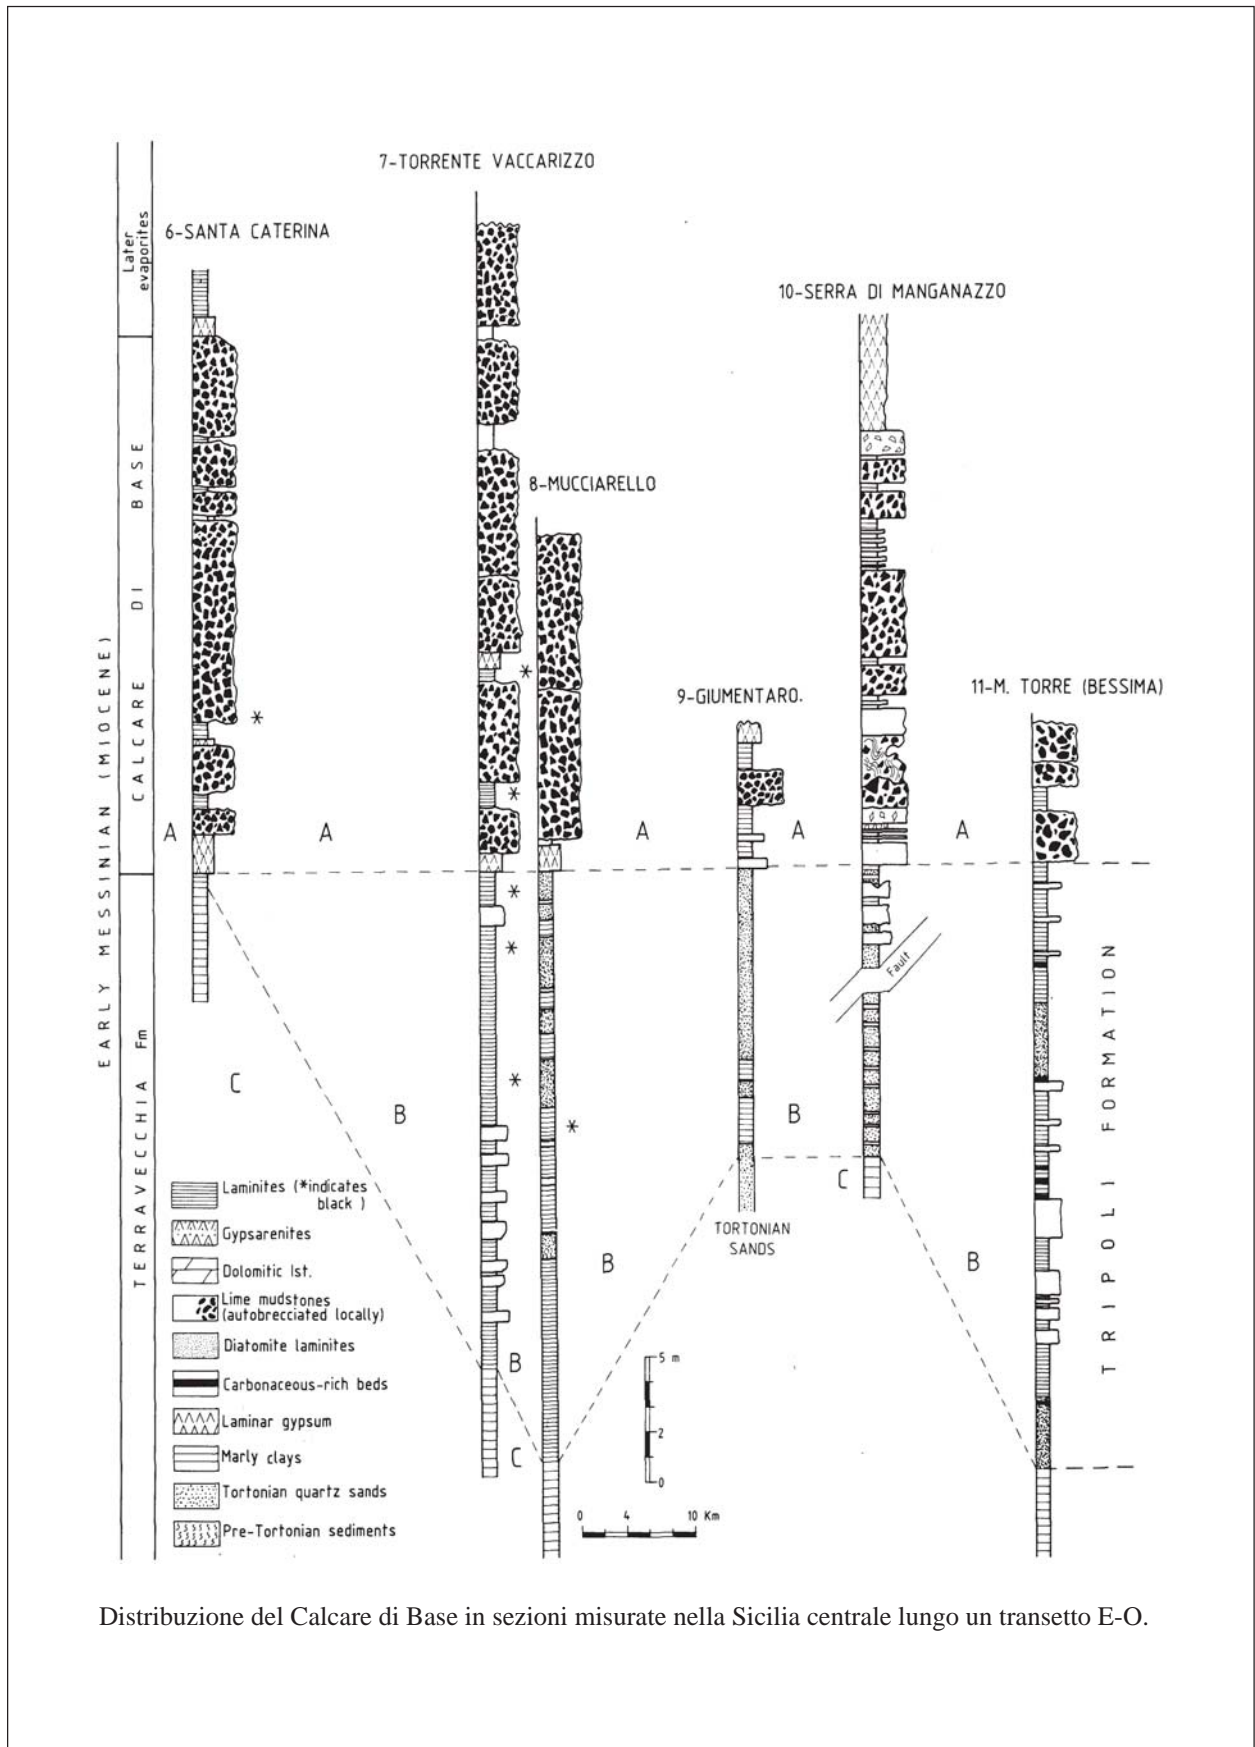 7-TORRENTE VACCARIZZO
Later evaporites
6-SANTA CATERINA
10-SERRA DI MANGANAZZO
8-MUCCIARELLO
9-GIUMENTARO.
11-M. TORRE (BESSIMA)
EARLY MESSINIAN (MIOCENE)
CALCARE DI BASE
TERRAVECCHIA Fm
TRIPOLI FORMATION
*
*
*
A
A
A
A
A
*
*
Fault
*
*
C
B
B
C
B
B
B
C
TORTONIAN
SANDS
Laminites (*indicates
black )
Gypsarenites
Dolomitic lst.
Lime mudstones
(autobrecciated locally)
Diatomite laminites
Carbonaceous-rich beds
Laminar gypsum
Marly clays
Tortonian quartz sands
Pre-Tortonian sediments
5 m
2
0
0 4 10 Km
Distribuzione del Calcare di Base in sezioni misurate nella Sicilia centrale lungo un transetto E-O.